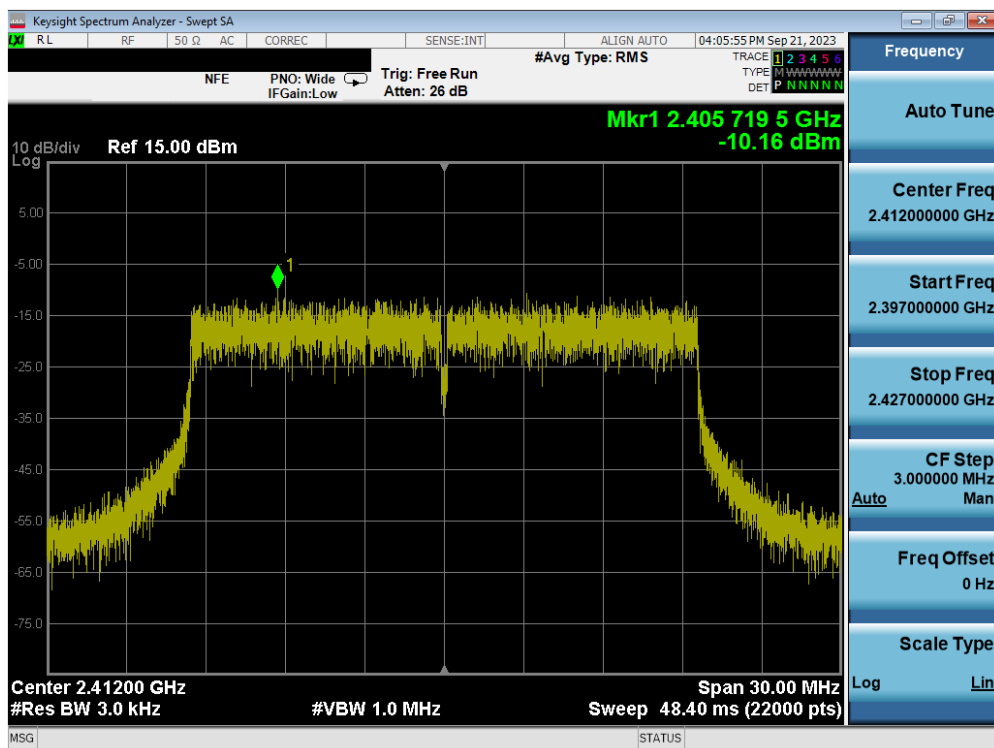 Keysight Spectrum Analyzer - Swept SA
LXI RL RF 50 Ω AC CORREC SENSE:INT ALIGN AUTO 04:05:55 PM Sep 21, 2023
NFE PNO: Wide IFGain:Low Trig: Free Run Atten: 26 dB #Avg Type: RMS
TRACE 1 2 3 4 5 6
TYPE M WWWWW
DET P N N N N N
Mkr1 2.405 719 5 GHz
-10.16 dBm
10 dB/div Ref 15.00 dBm
Log
5.00
-5.00
-15.0
-25.0
-35.0
-45.0
-55.0
-65.0
-75.0
1
Center 2.41200 GHz Span 30.00 MHz
#Res BW 3.0 kHz #VBW 1.0 MHz Sweep 48.40 ms (22000 pts)
MSG STATUS
Frequency
Auto Tune
Center Freq
2.412000000 GHz
Start Freq
2.397000000 GHz
Stop Freq
2.427000000 GHz
CF Step
3.000000 MHz
Auto Man
Freq Offset
0 Hz
Scale Type
Log Lin